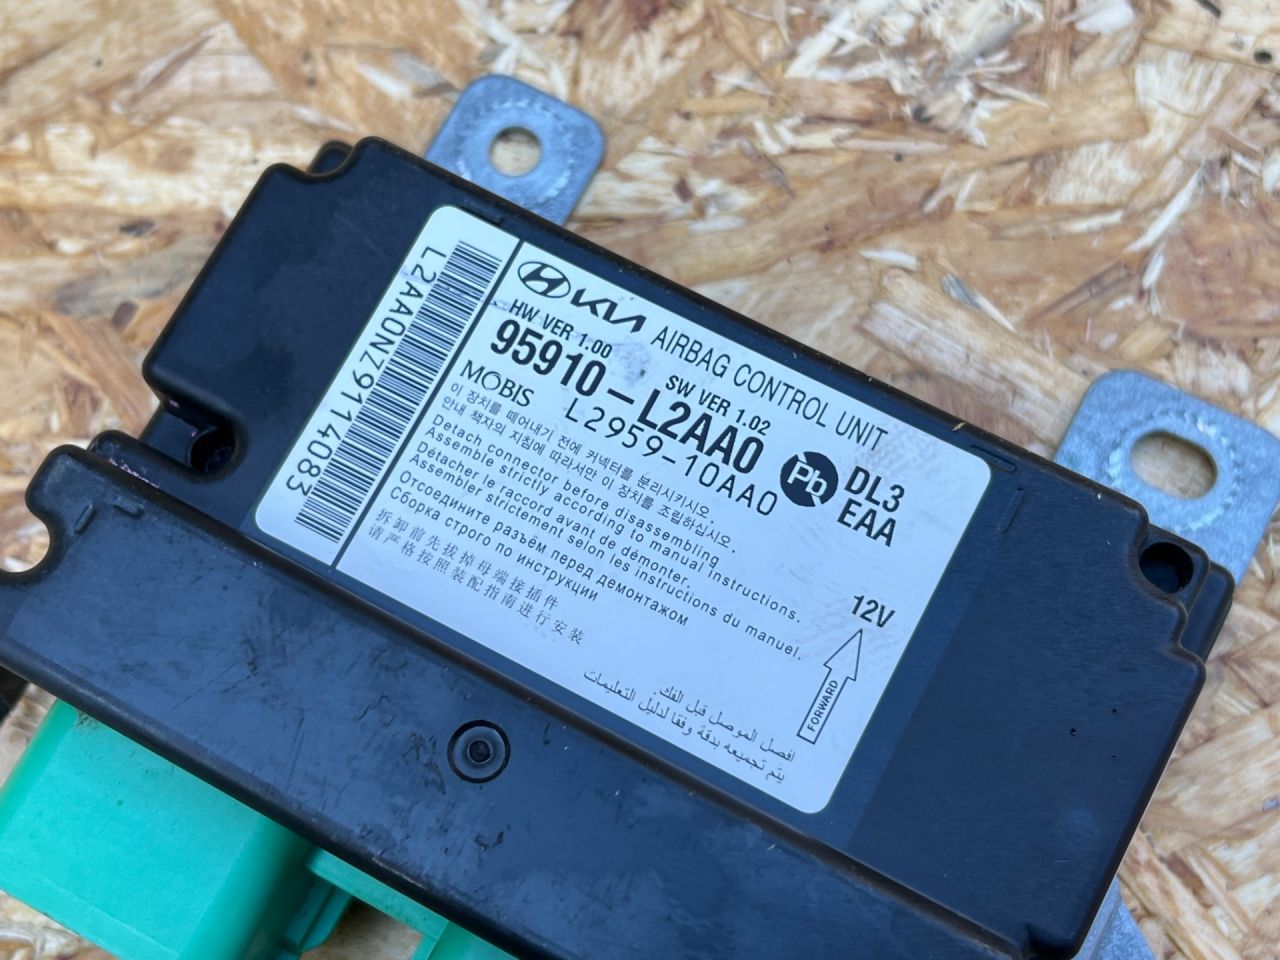 L2AA0NZ9114083
KIA AIRBAG CONTROL UNIT
HW VER 1.00 SW VER 1.02
95910-L2AA0
MOBIS L2959-10AA0
Pb
DL3
EAA
이 장치를 떼어내기 전에 커넥터를 분리시키시오.
안내 책자의 지침에 따라서만 이 장치를 조립하십시오.
Detach connector before disassembling
Assemble strictly according to manual instructions.
Détacher le raccord avant de démonter.
Assembler strictement selon les instructions du manuel.
Отсоедините разъём перед демонтажом
Сборка строго по инструкции
拆卸前先拔掉母端接插件
请严格按照装配指南进行安装
12V
FORWARD
افصل الموصل قبل الفك.
يتم تجميعه بدقة وفقا لدليل التعليمات